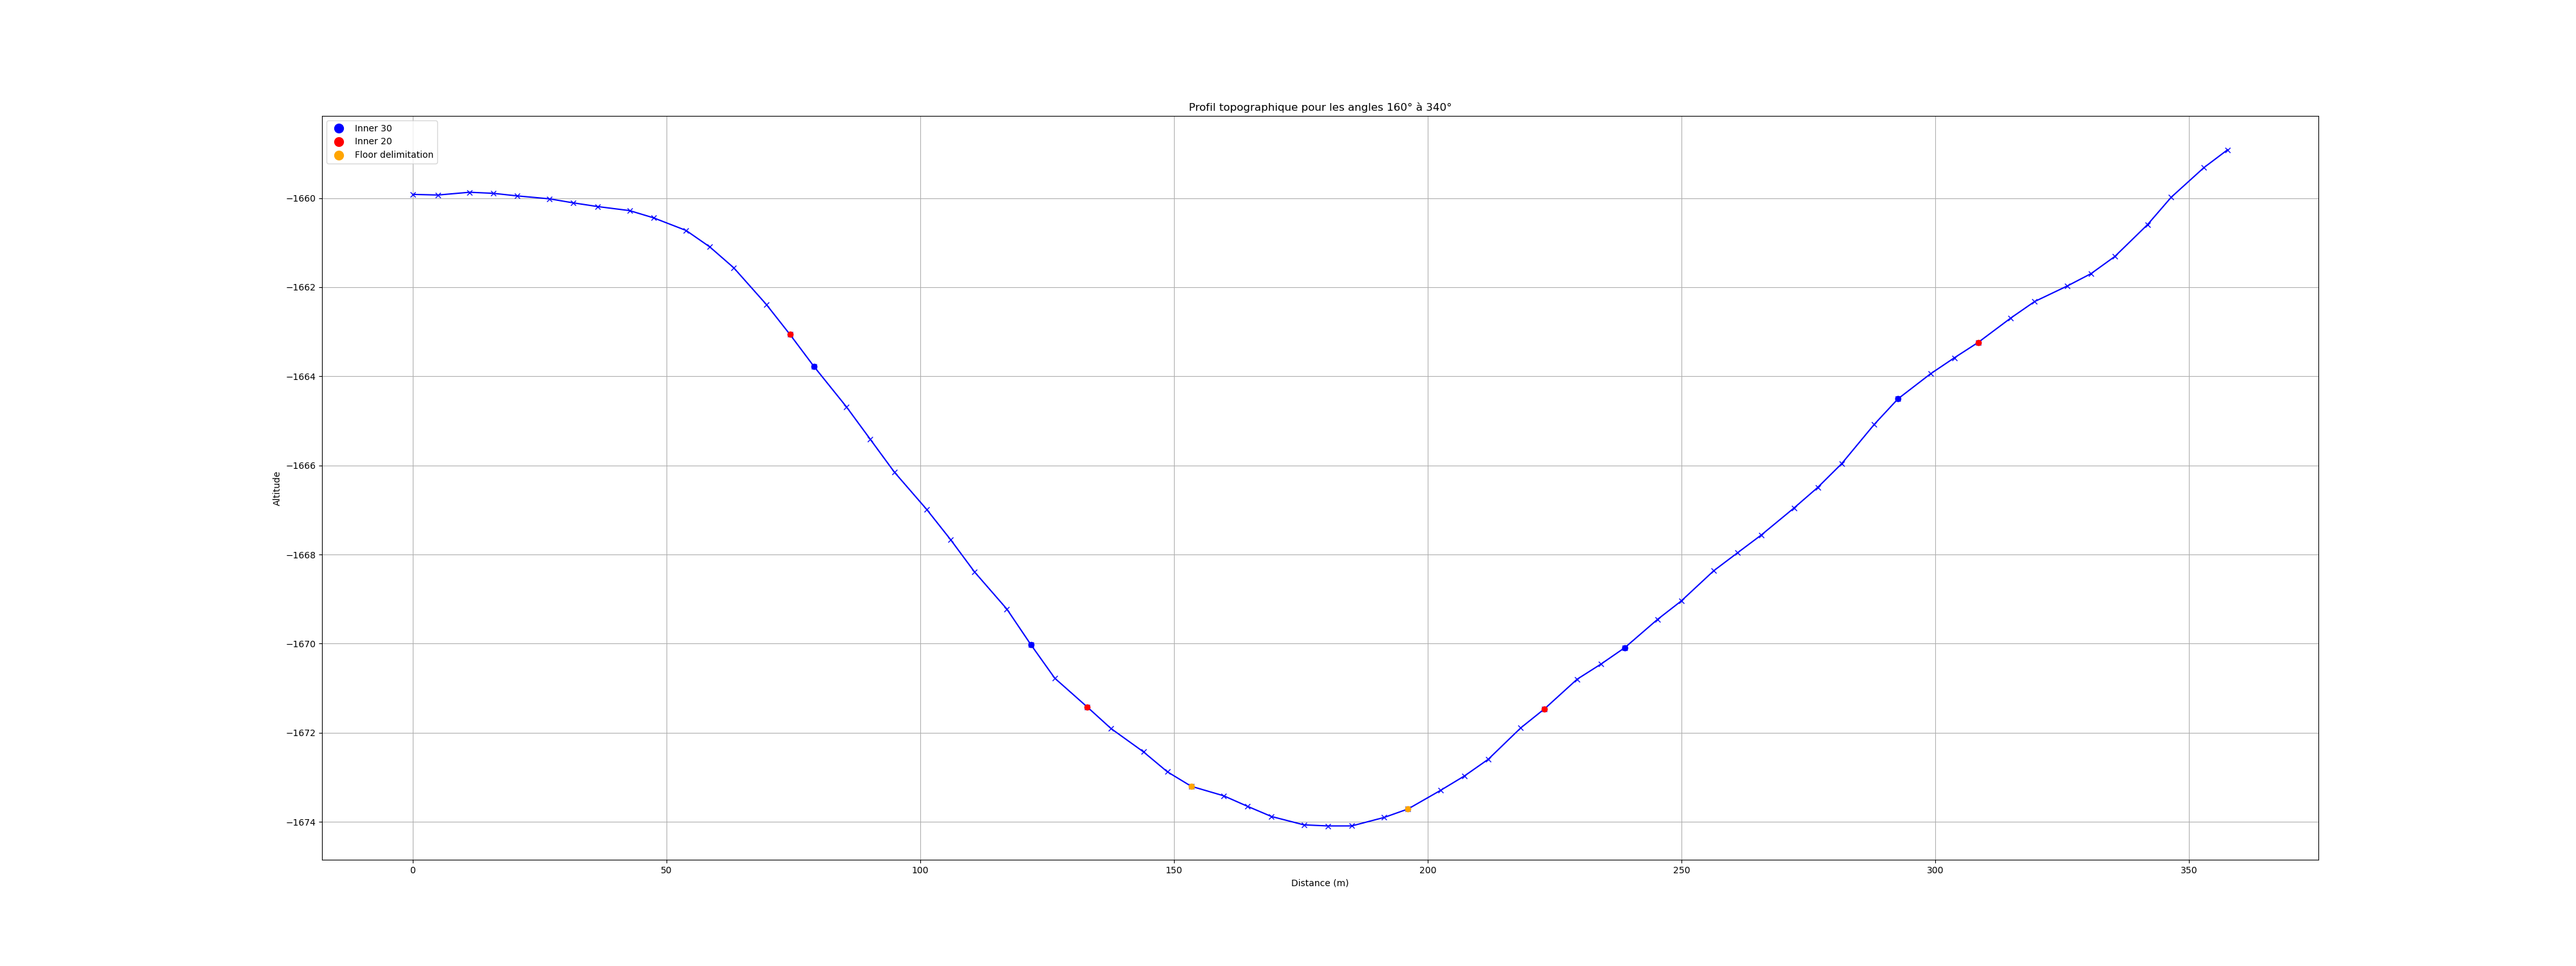 Profil topographique pour les angles 160° à 340°
Inner 30
Inner 20
Floor delimitation
Altitude
−1660
−1662
−1664
−1666
−1668
−1670
−1672
−1674
0 50 100 150 200 250 300 350
Distance (m)